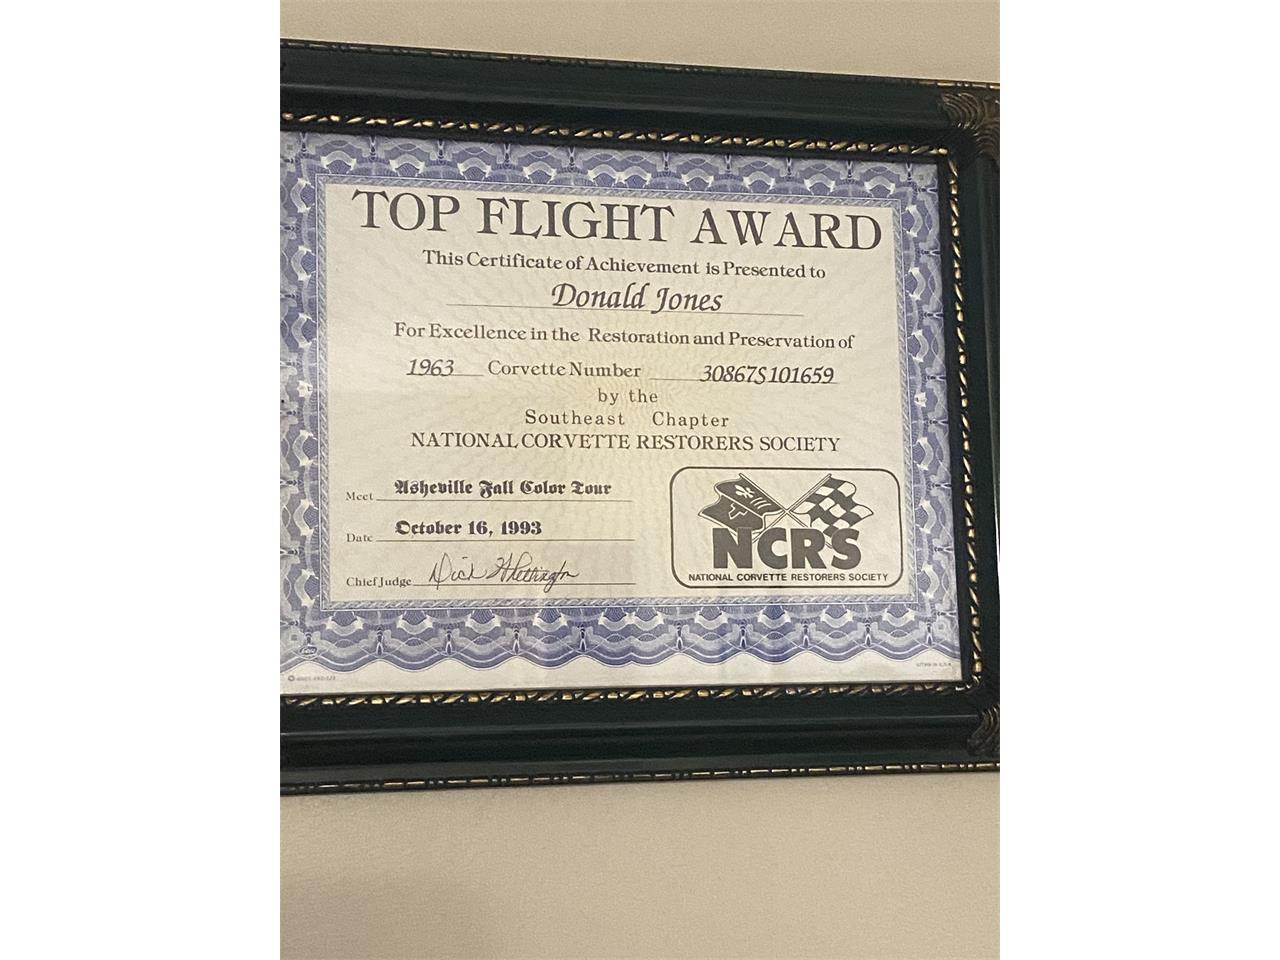 TOP FLIGHT AWARD
This Certificate of Achievement is Presented to
Donald Jones
For Excellence in the Restoration and Preservation of
1963 Corvette Number 30867S101659
by the
Southeast Chapter
NATIONAL CORVETTE RESTORERS SOCIETY
Meet Asheville Fall Color Tour
Date October 16, 1993
Chief Judge Dick Whittington
NCRS
NATIONAL CORVETTE RESTORERS SOCIETY